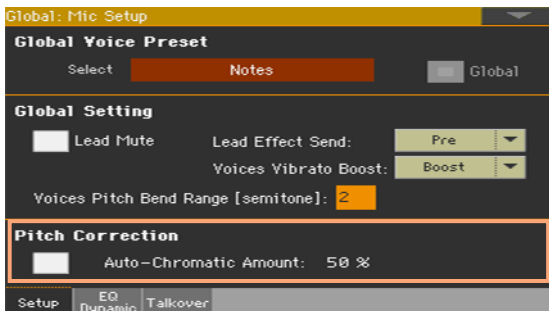 Global: Mic Setup
Global Voice Preset
Select Notes Global
Global Setting
Lead Mute Lead Effect Send: Pre
Voices Vibrato Boost: Boost
Voices Pitch Bend Range [semitone]: 2
Pitch Correction
Auto-Chromatic Amount: 50 %
Setup EQ Dynamic Talkover